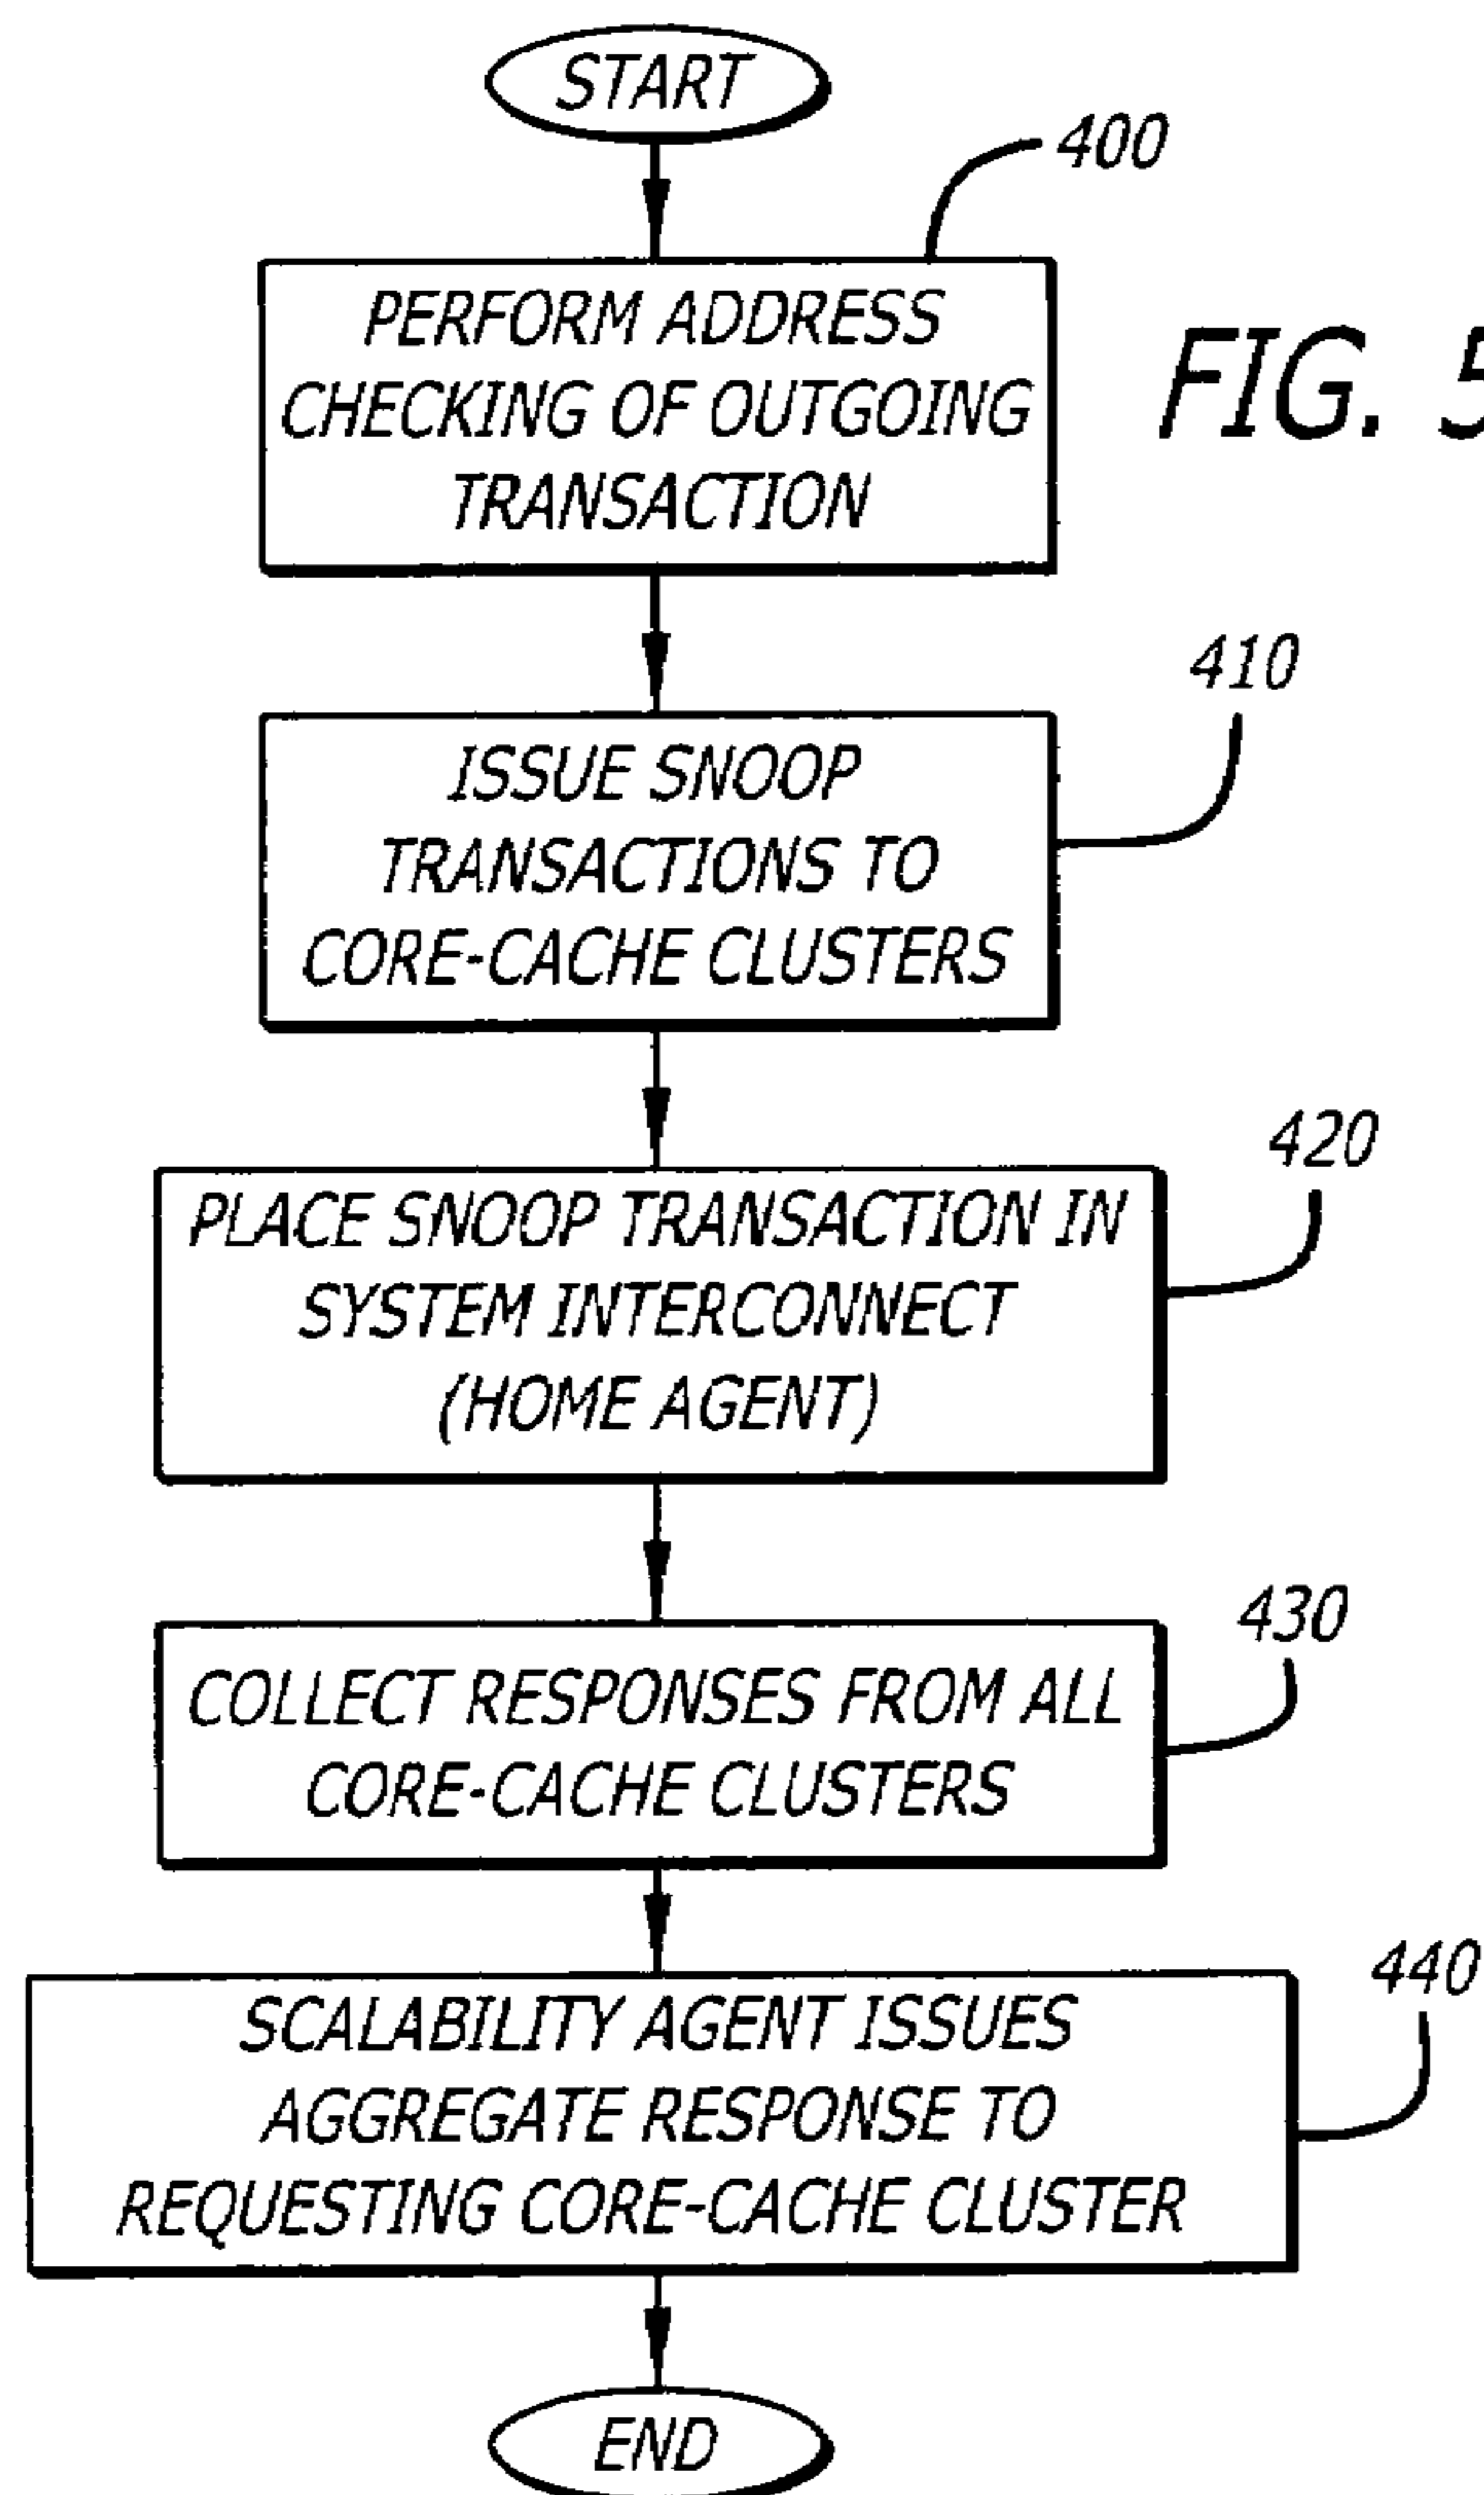 START
400
PERFORM ADDRESS
CHECKING OF OUTGOING
TRANSACTION
FIG. 5
410
ISSUE SNOOP
TRANSACTIONS TO
CORE-CACHE CLUSTERS
420
PLACE SNOOP TRANSACTION IN
SYSTEM INTERCONNECT
(HOME AGENT)
430
COLLECT RESPONSES FROM ALL
CORE-CACHE CLUSTERS
440
SCALABILITY AGENT ISSUES
AGGREGATE RESPONSE TO
REQUESTING CORE-CACHE CLUSTER
END